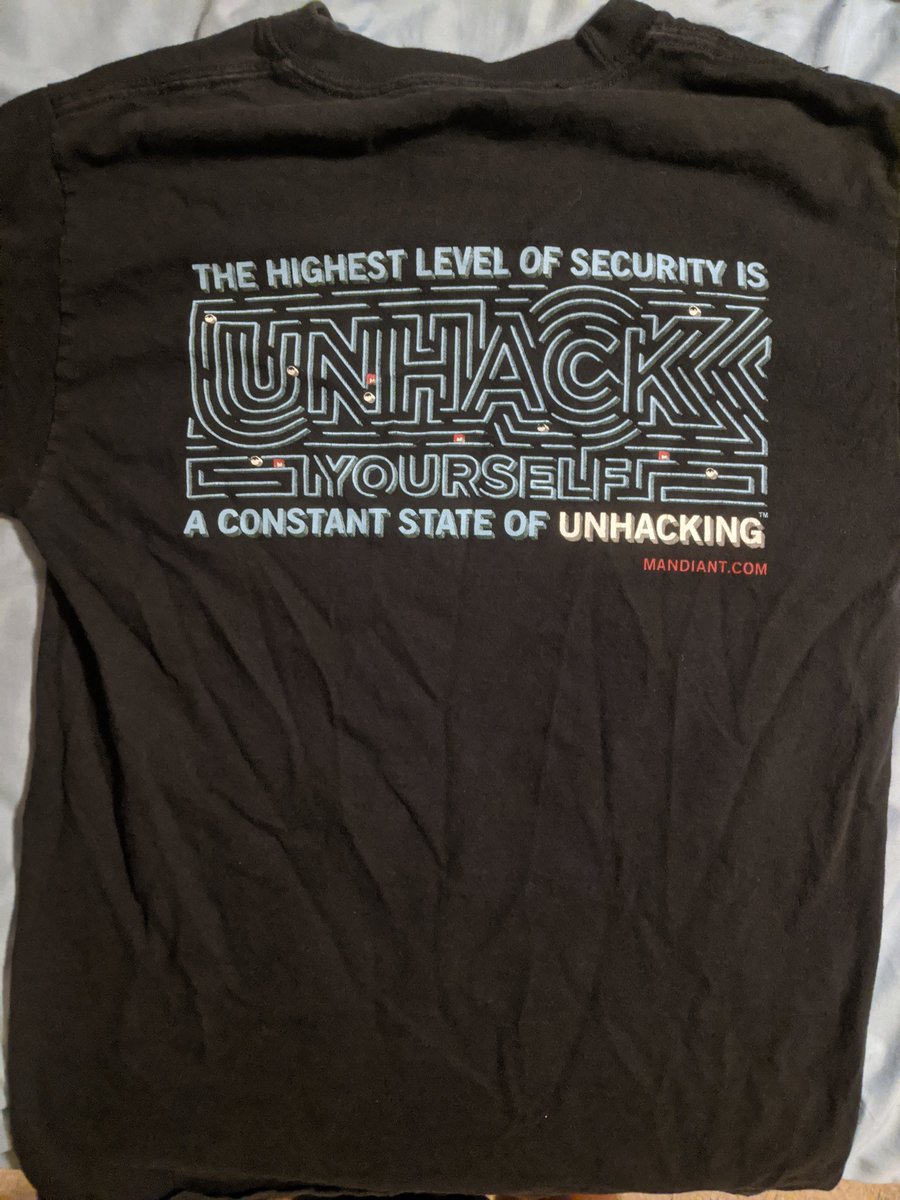 THE HIGHEST LEVEL OF SECURITY IS
UNHACK
YOURSELF
A CONSTANT STATE OF UNHACKING™
MANDIANT.COM